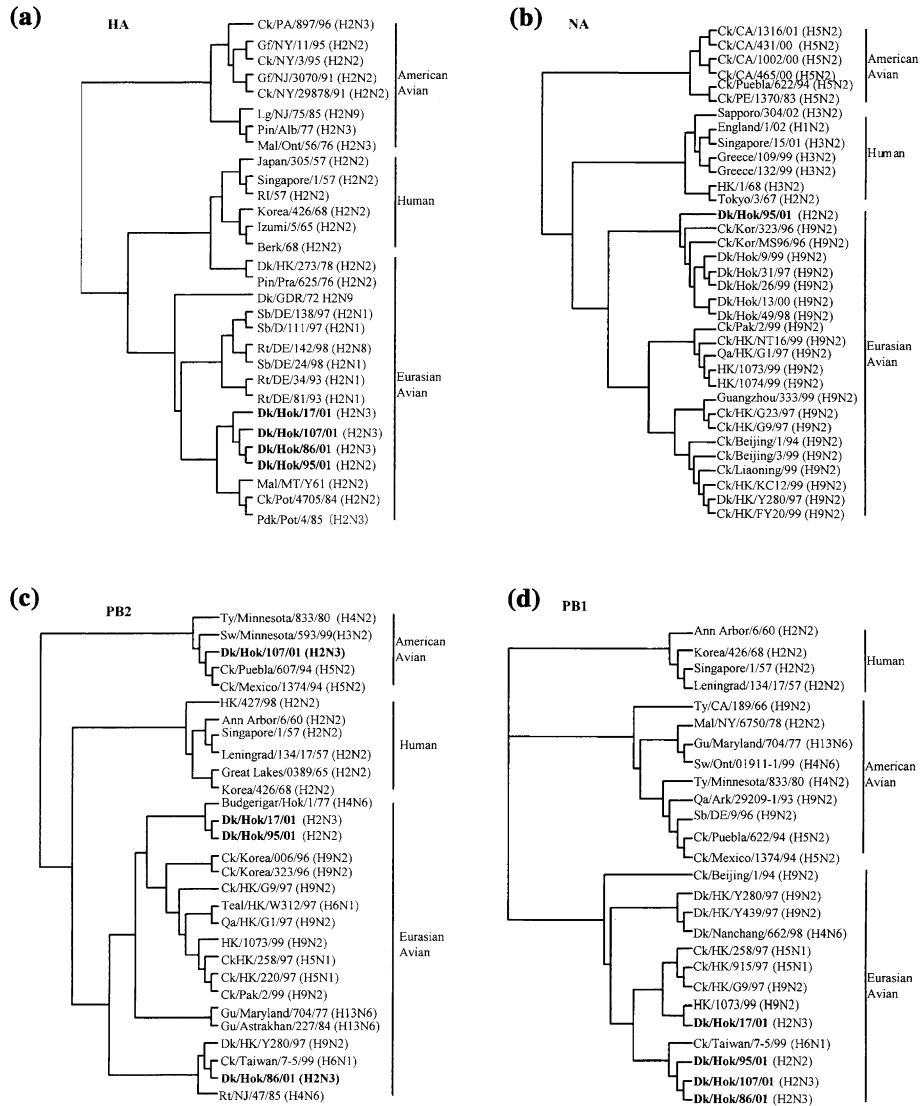 (a)
HA
Ck/PA/897/96 (H2N3)
Gf/NY/11/95 (H2N2)
Ck/NY/3/95 (H2N2)
Gf/NJ/3070/91 (H2N2)
Ck/NY/29878/91 (H2N2)
Lg/NJ/75/85 (H2N9)
Pin/Alb/77 (H2N3)
Mal/Ont/56/76 (H2N3)
American
Avian
Japan/305/57 (H2N2)
Singapore/1/57 (H2N2)
RI/57 (H2N2)
Korea/426/68 (H2N2)
Izumi/5/65 (H2N2)
Berk/68 (H2N2)
Human
Dk/HK/273/78 (H2N2)
Pin/Pra/625/76 (H2N2)
Dk/GDR/72 H2N9
Sb/DE/138/97 (H2N1)
Sb/D/111/97 (H2N1)
Rt/DE/142/98 (H2N8)
Sb/DE/24/98 (H2N1)
Rt/DE/34/93 (H2N1)
Rt/DE/81/93 (H2N1)
Dk/Hok/17/01 (H2N3)
Dk/Hok/107/01 (H2N3)
Dk/Hok/86/01 (H2N3)
Dk/Hok/95/01 (H2N2)
Mal/MT/Y61 (H2N2)
Ck/Pot/4705/84 (H2N2)
Pdk/Pot/4/85 (H2N3)
Eurasian
Avian
(b)
NA
Ck/CA/1316/01 (H5N2)
Ck/CA/431/00 (H5N2)
Ck/CA/1002/00 (H5N2)
Ck/CA/465/00 (H5N2)
Ck/Puebla/622/94 (H5N2)
Ck/PE/1370/83 (H5N2)
American
Avian
Sapporo/304/02 (H3N2)
England/1/02 (H1N2)
Singapore/15/01 (H3N2)
Greece/109/99 (H3N2)
Greece/132/99 (H3N2)
HK/1/68 (H3N2)
Tokyo/3/67 (H2N2)
Human
Dk/Hok/95/01 (H2N2)
Ck/Kor/323/96 (H9N2)
Ck/Kor/MS96/96 (H9N2)
Dk/Hok/9/99 (H9N2)
Dk/Hok/31/97 (H9N2)
Dk/Hok/26/99 (H9N2)
Dk/Hok/13/00 (H9N2)
Dk/Hok/49/98 (H9N2)
Ck/Pak/2/99 (H9N2)
Ck/HK/NT16/99 (H9N2)
Qa/HK/G1/97 (H9N2)
HK/1073/99 (H9N2)
HK/1074/99 (H9N2)
Guangzhou/333/99 (H9N2)
Ck/HK/G23/97 (H9N2)
Ck/HK/G9/97 (H9N2)
Ck/Beijing/1/94 (H9N2)
Ck/Beijing/3/99 (H9N2)
Ck/Liaoning/99 (H9N2)
Ck/HK/KC12/99 (H9N2)
Dk/HK/Y280/97 (H9N2)
Ck/HK/FY20/99 (H9N2)
Eurasian
Avian
(c)
PB2
Ty/Minnesota/833/80 (H4N2)
Sw/Minnesota/593/99(H3N2)
Dk/Hok/107/01 (H2N3)
Ck/Puebla/607/94 (H5N2)
Ck/Mexico/1374/94 (H5N2)
American
Avian
HK/427/98 (H2N2)
Ann Arbor/6/60 (H2N2)
Singapore/1/57 (H2N2)
Leningrad/134/17/57 (H2N2)
Great Lakes/0389/65 (H2N2)
Korea/426/68 (H2N2)
Human
Budgerigar/Hok/1/77 (H4N6)
Dk/Hok/17/01 (H2N3)
Dk/Hok/95/01 (H2N2)
Ck/Korea/006/96 (H9N2)
Ck/Korea/323/96 (H9N2)
Ck/HK/G9/97 (H9N2)
Teal/HK/W312/97 (H6N1)
Qa/HK/G1/97 (H9N2)
HK/1073/99 (H9N2)
CkHK/258/97 (H5N1)
Ck/HK/220/97 (H5N1)
Ck/Pak/2/99 (H9N2)
Gu/Maryland/704/77 (H13N6)
Gu/Astrakhan/227/84 (H13N6)
Dk/HK/Y280/97 (H9N2)
Ck/Taiwan/7-5/99 (H6N1)
Dk/Hok/86/01 (H2N3)
Rt/NJ/47/85 (H4N6)
Eurasian
Avian
(d)
PB1
Ann Arbor/6/60 (H2N2)
Korea/426/68 (H2N2)
Singapore/1/57 (H2N2)
Leningrad/134/17/57 (H2N2)
Human
Ty/CA/189/66 (H9N2)
Mal/NY/6750/78 (H2N2)
Gu/Maryland/704/77 (H13N6)
Sw/Ont/01911-1/99 (H4N6)
Ty/Minnesota/833/80 (H4N2)
Qa/Ark/29209-1/93 (H9N2)
Sb/DE/9/96 (H9N2)
Ck/Puebla/622/94 (H5N2)
Ck/Mexico/1374/94 (H5N2)
American
Avian
Ck/Beijing/1/94 (H9N2)
Dk/HK/Y280/97 (H9N2)
Dk/HK/Y439/97 (H9N2)
Dk/Nanchang/662/98 (H4N6)
Ck/HK/258/97 (H5N1)
Ck/HK/915/97 (H5N1)
Ck/HK/G9/97 (H9N2)
HK/1073/99 (H9N2)
Dk/Hok/17/01 (H2N3)
Ck/Taiwan/7-5/99 (H6N1)
Dk/Hok/95/01 (H2N2)
Dk/Hok/107/01 (H2N3)
Dk/Hok/86/01 (H2N3)
Eurasian
Avian